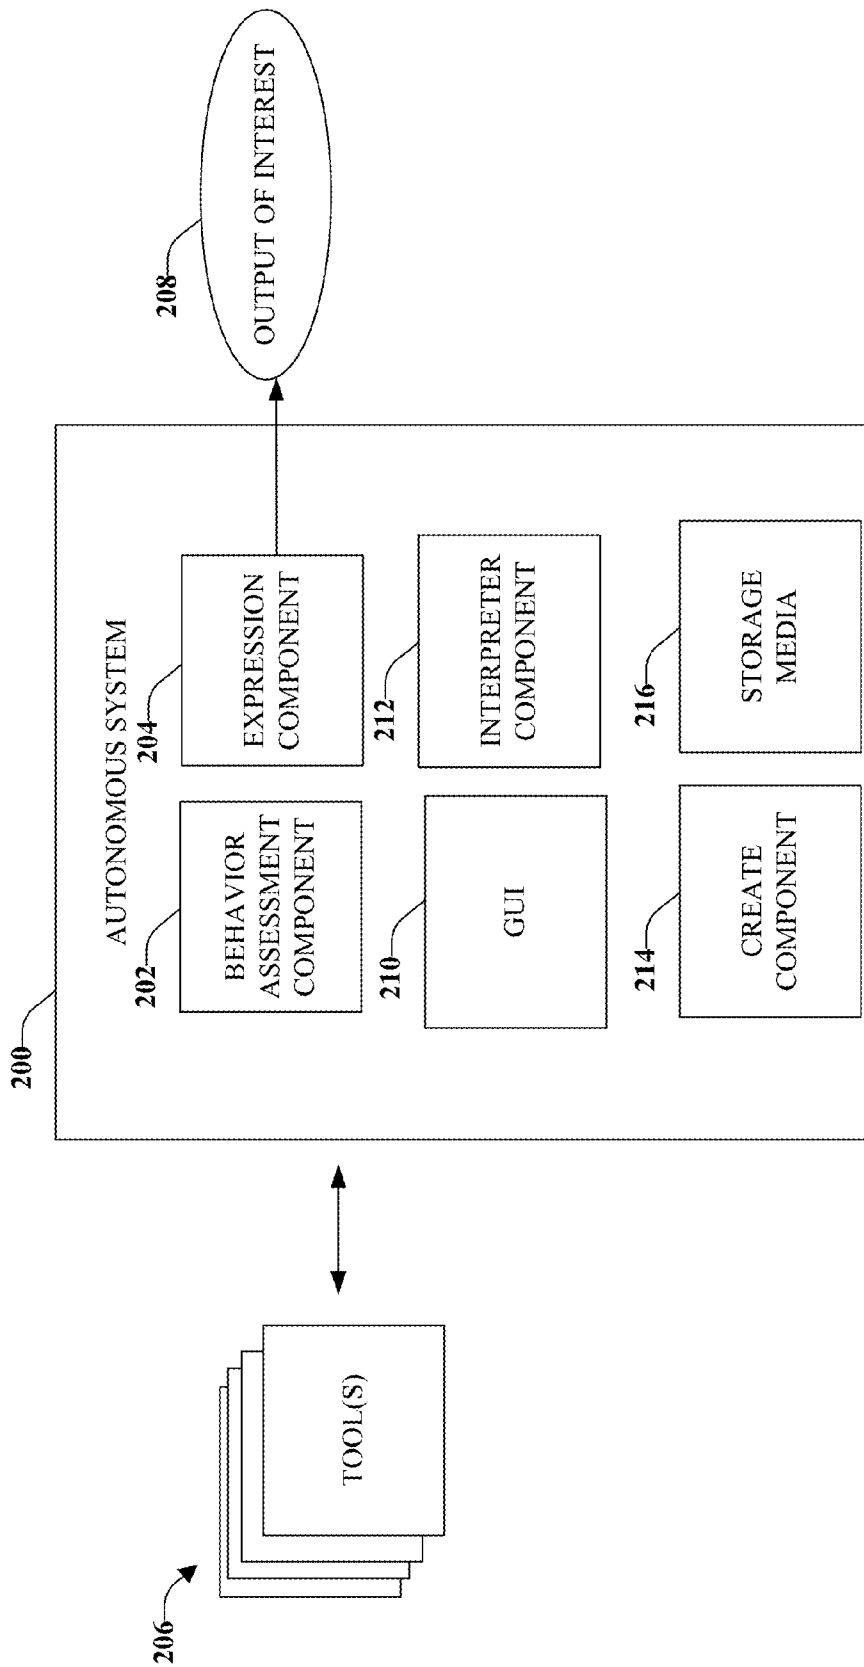 200
AUTONOMOUS SYSTEM
202
BEHAVIOR
ASSESSMENT
COMPONENT
204
EXPRESSION
COMPONENT
208
OUTPUT OF INTEREST
206
TOOL(S)
210
GUI
212
INTERPRETER
COMPONENT
214
CREATE
COMPONENT
216
STORAGE
MEDIA